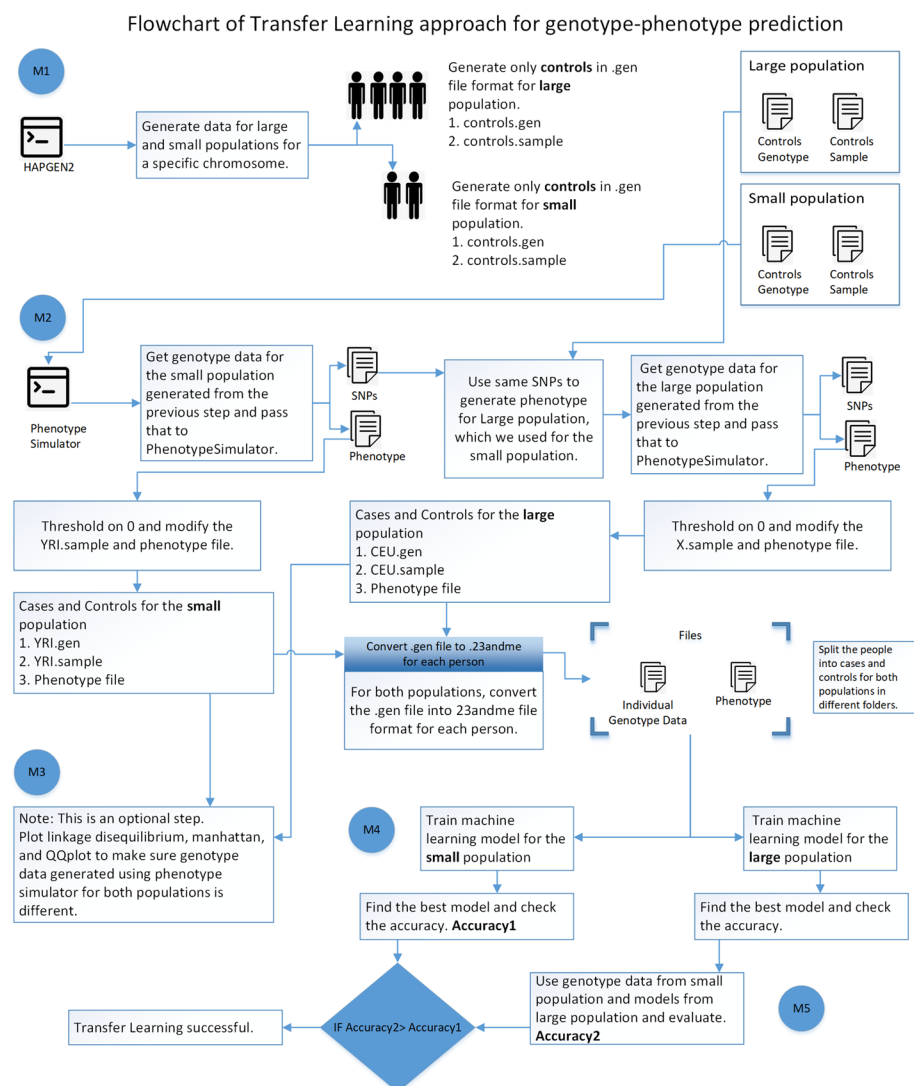 Flowchart of Transfer Learning approach for genotype-phenotype prediction
M1
HAPGEN2
Generate data for large
and small populations for
a specific chromosome.
Generate only controls in .gen
file format for large
population.
1. controls.gen
2. controls.sample
Generate only controls in .gen
file format for small
population.
1. controls.gen
2. controls.sample
Large population
Controls
Genotype
Controls
Sample
Small population
Controls
Genotype
Controls
Sample
M2
Phenotype
Simulator
Get genotype data for
the small population
generated from the
previous step and pass
that to
PhenotypeSimulator.
SNPs
Phenotype
Use same SNPs to
generate phenotype
for Large population,
which we used for the
small population.
Get genotype data for
the large population
generated from the
previous step and pass
that to
PhenotypeSimulator.
SNPs
Phenotype
Threshold on 0 and modify the
YRI.sample and phenotype file.
Cases and Controls for the large
population
1. CEU.gen
2. CEU.sample
3. Phenotype file
Threshold on 0 and modify the
X.sample and phenotype file.
Cases and Controls for the small
population
1. YRI.gen
2. YRI.sample
3. Phenotype file
Convert .gen file to .23andme
for each person
For both populations, convert
the .gen file into 23andme file
format for each person.
Files
Individual
Genotype Data
Phenotype
Split the people
into cases and
controls for both
populations in
different folders.
M3
Note: This is an optional step.
Plot linkage disequilibrium, manhattan,
and QQplot to make sure genotype
data generated using phenotype
simulator for both populations is
different.
M4
Train machine
learning model for the
small population
Train machine
learning model for the
large population
Find the best model and check
the accuracy. Accuracy1
Find the best model and check
the accuracy.
Use genotype data from small
population and models from
large population and evaluate.
Accuracy2
M5
IF Accuracy2> Accuracy1
Transfer Learning successful.